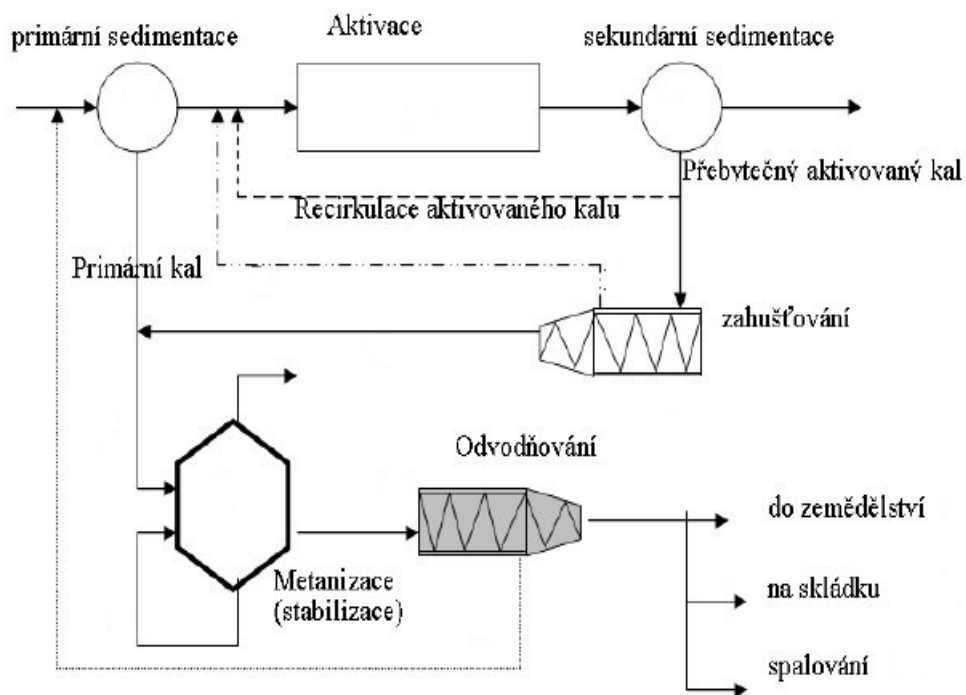 primární sedimentace
Aktivace
sekundární sedimentace
Přebytečný aktivovaný kal
Recirkulace aktivovaného kalu
Primární kal
zahušťování
Odvodňování
do zemědělství
Metanizace
(stabilizace)
na skládku
spalování